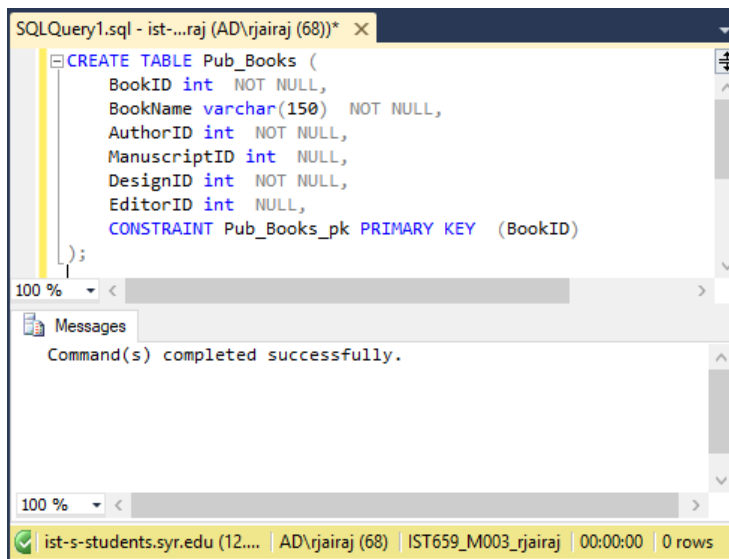 SQLQuery1.sql - ist-...raj (AD\rjairaj (68))*
CREATE TABLE Pub_Books (
BookID int  NOT NULL,
BookName varchar(150)  NOT NULL,
AuthorID int  NOT NULL,
ManuscriptID int  NULL,
DesignID int  NOT NULL,
EditorID int  NULL,
CONSTRAINT Pub_Books_pk PRIMARY KEY  (BookID)
);
100 %
Messages
Command(s) completed successfully.
100 %
ist-s-students.syr.edu (12.... AD\rjairaj (68) IST659_M003_rjairaj 00:00:00 0 rows